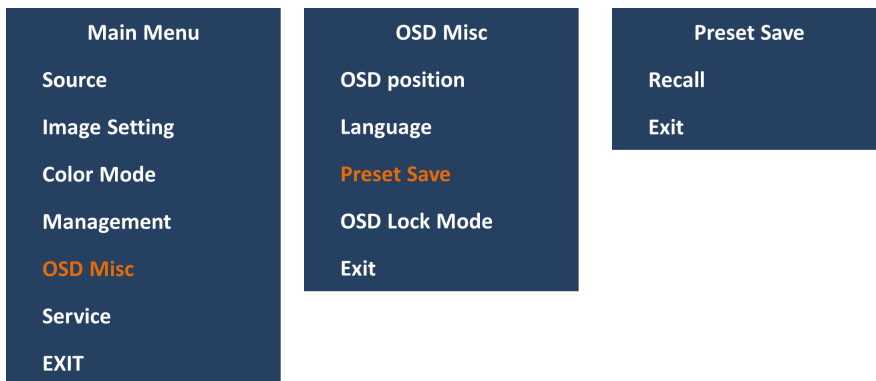 Main Menu
Source
Image Setting
Color Mode
Management
OSD Misc
Service
EXIT
OSD Misc
OSD position
Language
Preset Save
OSD Lock Mode
Exit
Preset Save
Recall
Exit